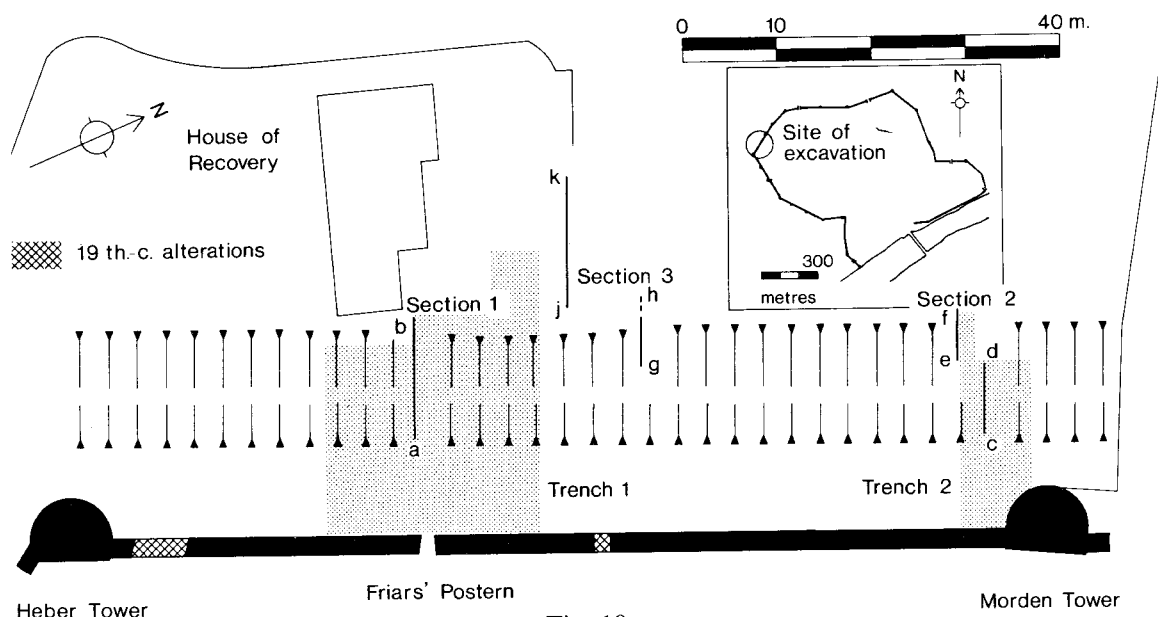 0 10 40 m.
N
House of
Recovery
19 th.-c. alterations
N
Site of
excavation
300
metres
k
Section 3
h
j
g
Section 1
b
a
Section 2
f
e
d
c
Trench 1
Trench 2
Friars' Postern
Heber Tower
Morden Tower